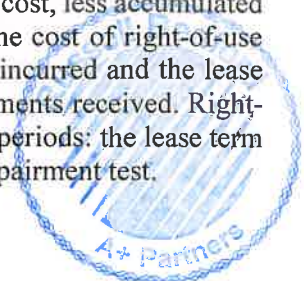 cost, less accumulated
ne cost of right-of-use
incurred and the lease
ments received. Right-
periods: the lease term
pairment test.
A+ Partners